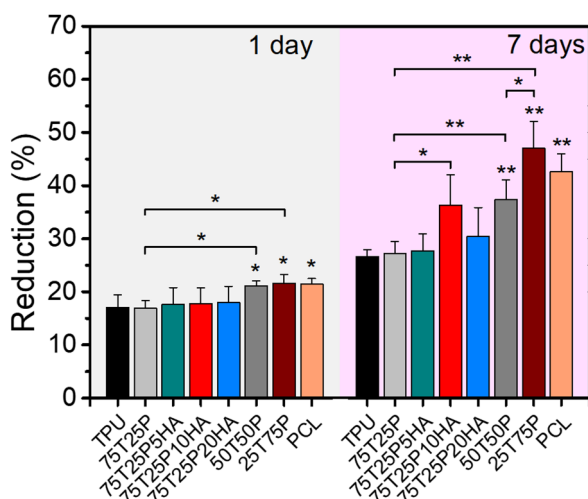 70
60
50
40
30
20
10
0
Reduction (%)
1 day
7 days
*
*
*
*
*
**
*
**
*
**
**
**
TPU
75T25P
75T25P5HA
75T25P10HA
75T25P20HA
50T50P
25T75P
PCL
TPU
75T25P
75T25P5HA
75T25P10HA
75T25P20HA
50T50P
25T75P
PCL